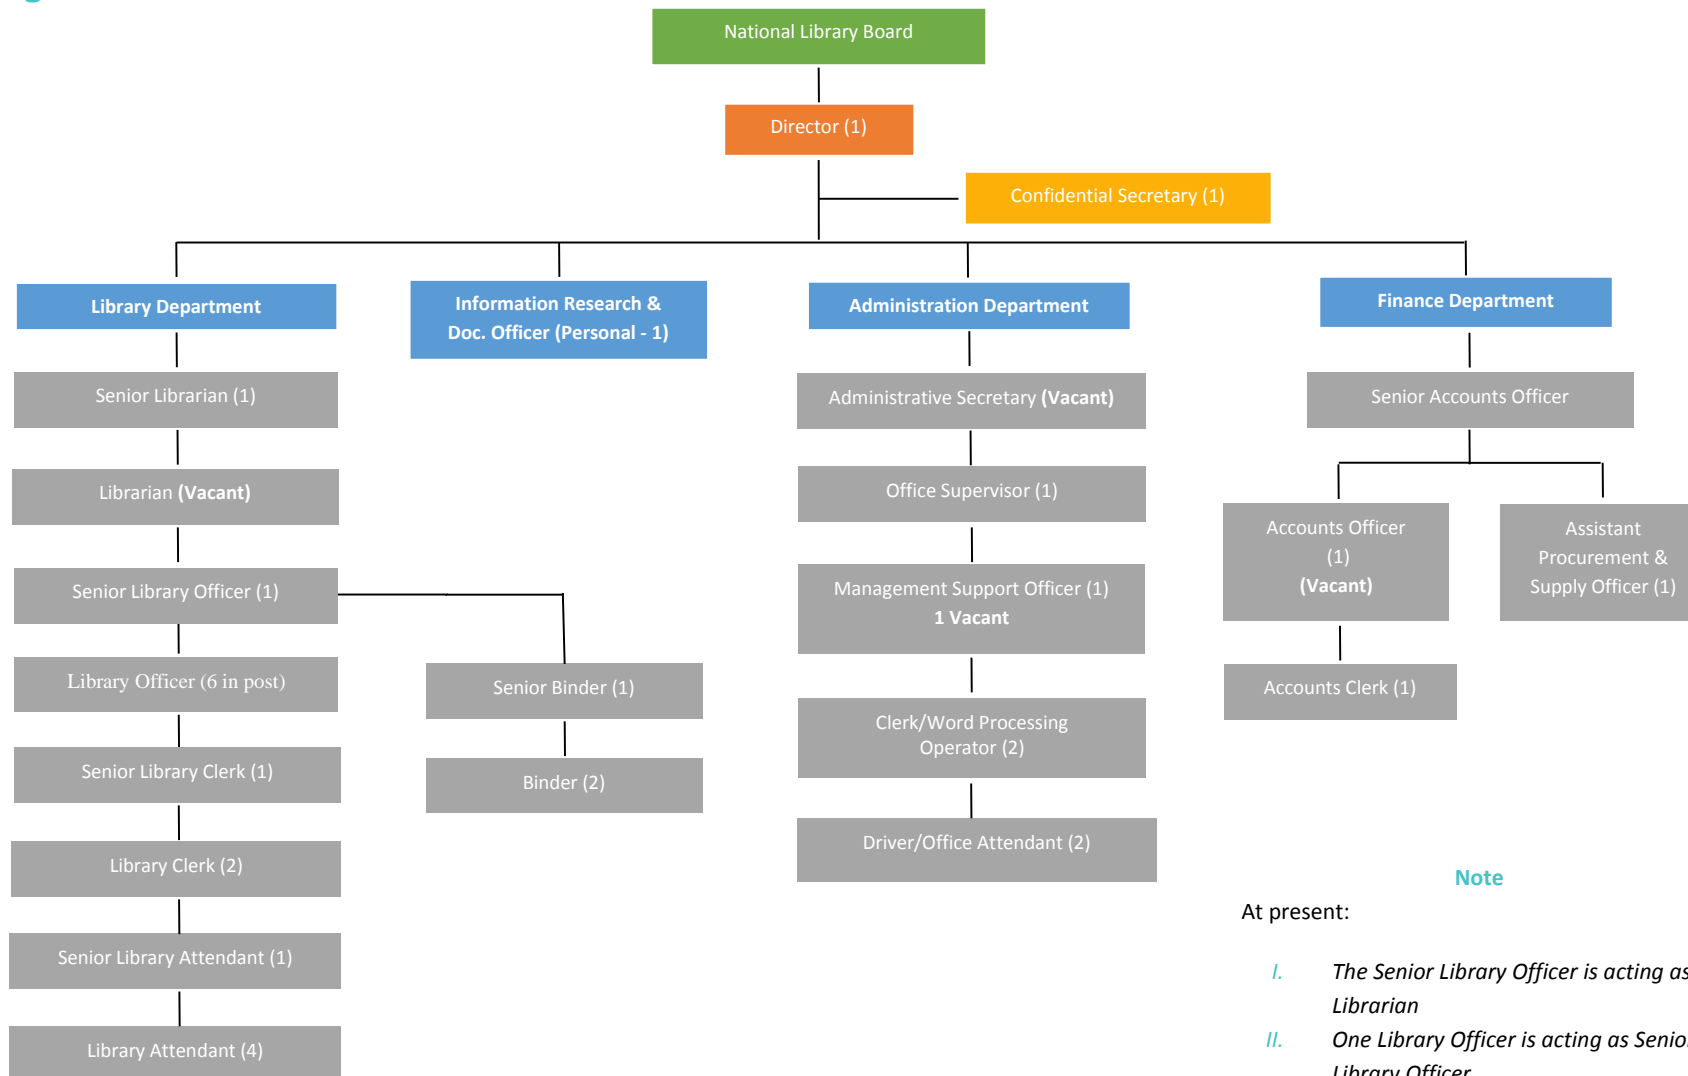 National Library Board
Director (1)
Confidential Secretary (1)
Library Department
Information Research &
Doc. Officer (Personal - 1)
Administration Department
Finance Department
Senior Librarian (1)
Librarian (Vacant)
Senior Library Officer (1)
Library Officer (6 in post)
Senior Library Clerk (1)
Library Clerk (2)
Senior Library Attendant (1)
Library Attendant (4)
Senior Binder (1)
Binder (2)
Administrative Secretary (Vacant)
Office Supervisor (1)
Management Support Officer (1)
1 Vacant
Clerk/Word Processing
Operator (2)
Driver/Office Attendant (2)
Senior Accounts Officer
Accounts Officer
(1)
(Vacant)
Accounts Clerk (1)
Assistant
Procurement &
Supply Officer (1)
Note
At present:
I. The Senior Library Officer is acting as
Librarian
II. One Library Officer is acting as Senior
Library Officer